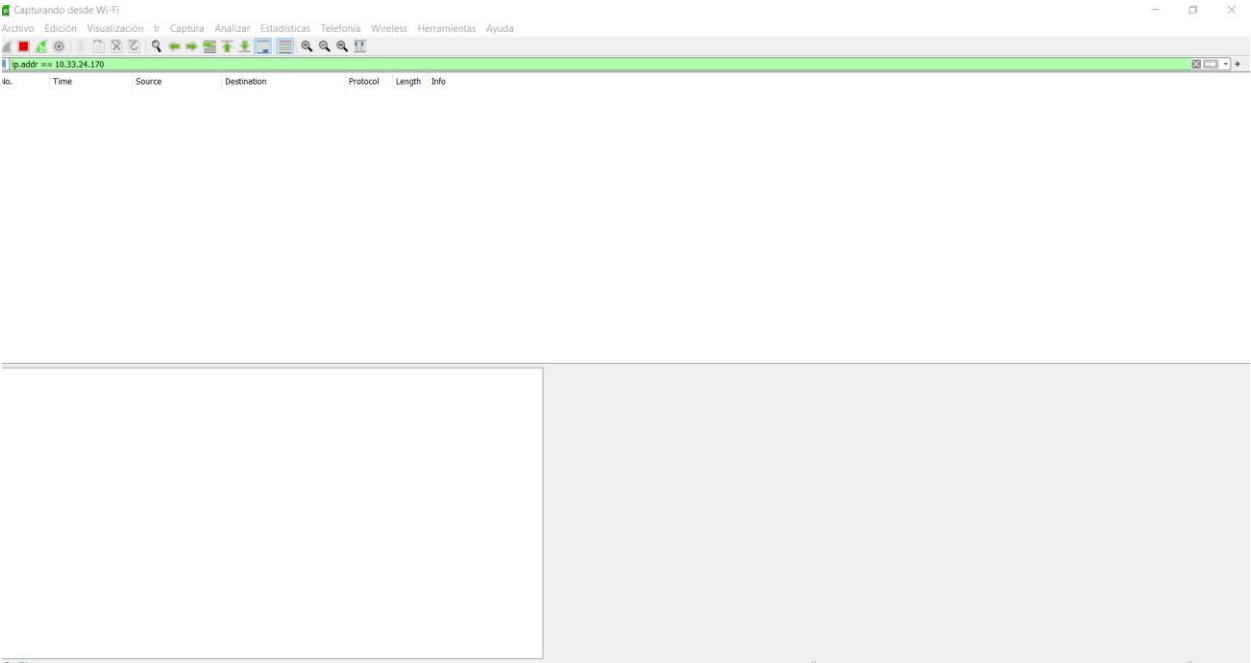 Capturando desde Wi-Fi
Archivo Edición Visualización Ir Captura Analizar Estadísticas Telefonía Wireless Herramientas Ayuda
ip.addr == 10.33.24.170
No. Time Source Destination Protocol Length Info